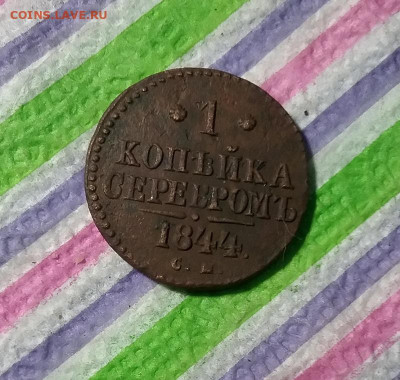 COINS.LAVE.RU
1
КОПѢЙКА
СЕРЕБРОМЪ
1844.
С. М.